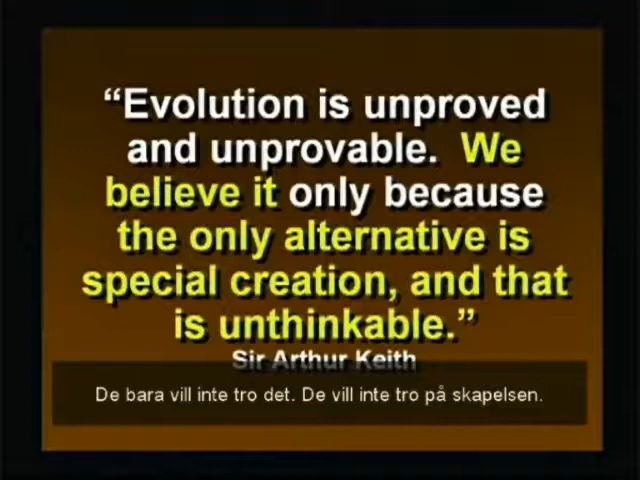 “Evolution is unproved
and unprovable. We
believe it only because
the only alternative is
special creation, and that
is unthinkable.”
Sir Arthur Keith
De bara vill inte tro det. De vill inte tro på skapelsen.